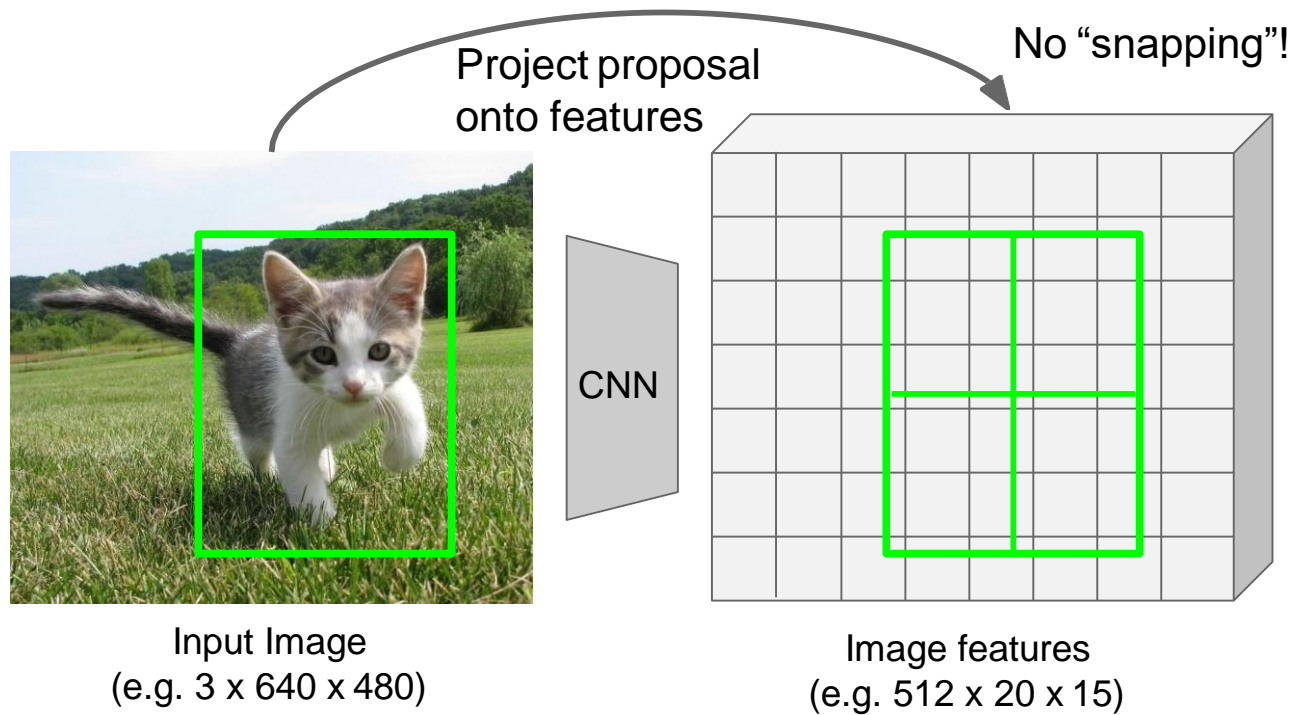 Project proposal
onto features
No “snapping”!
CNN
Input Image
(e.g. 3 x 640 x 480)
Image features
(e.g. 512 x 20 x 15)